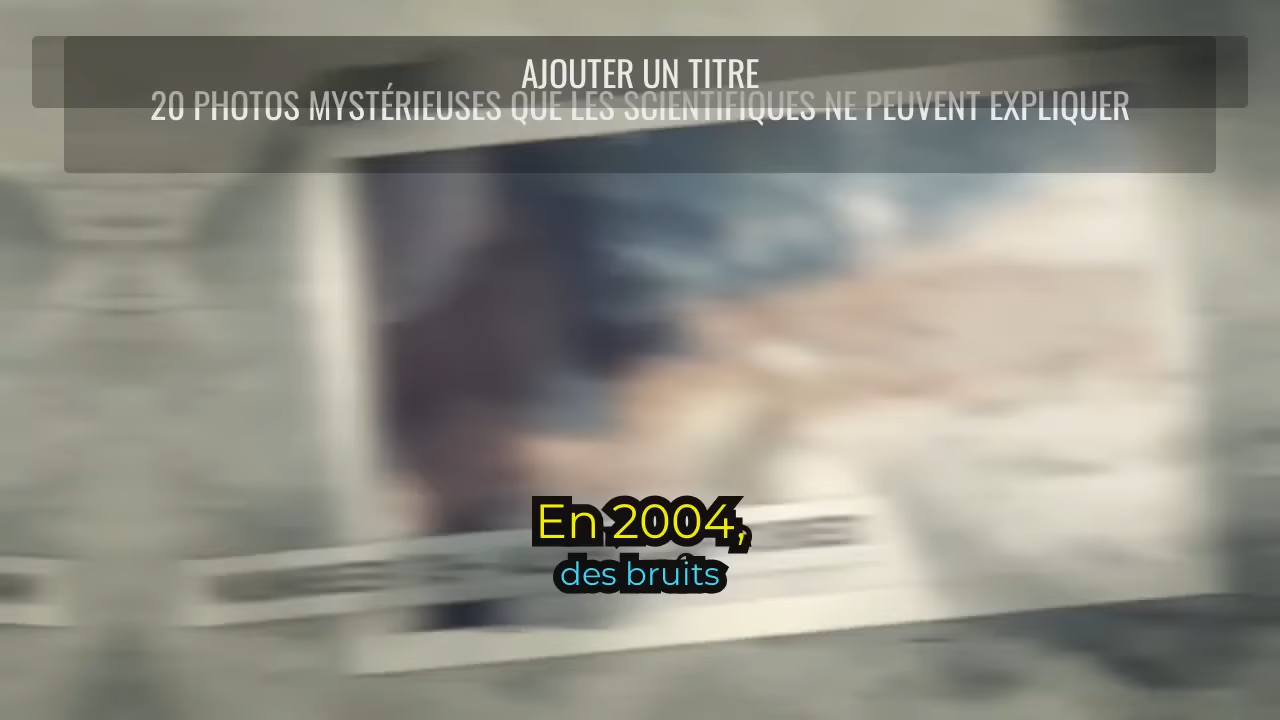 AJOUTER UN TITRE
20 PHOTOS MYSTÉRIEUSES QUE LES SCIENTIFIQUES NE PEUVENT EXPLIQUER
En 2004,
des bruits